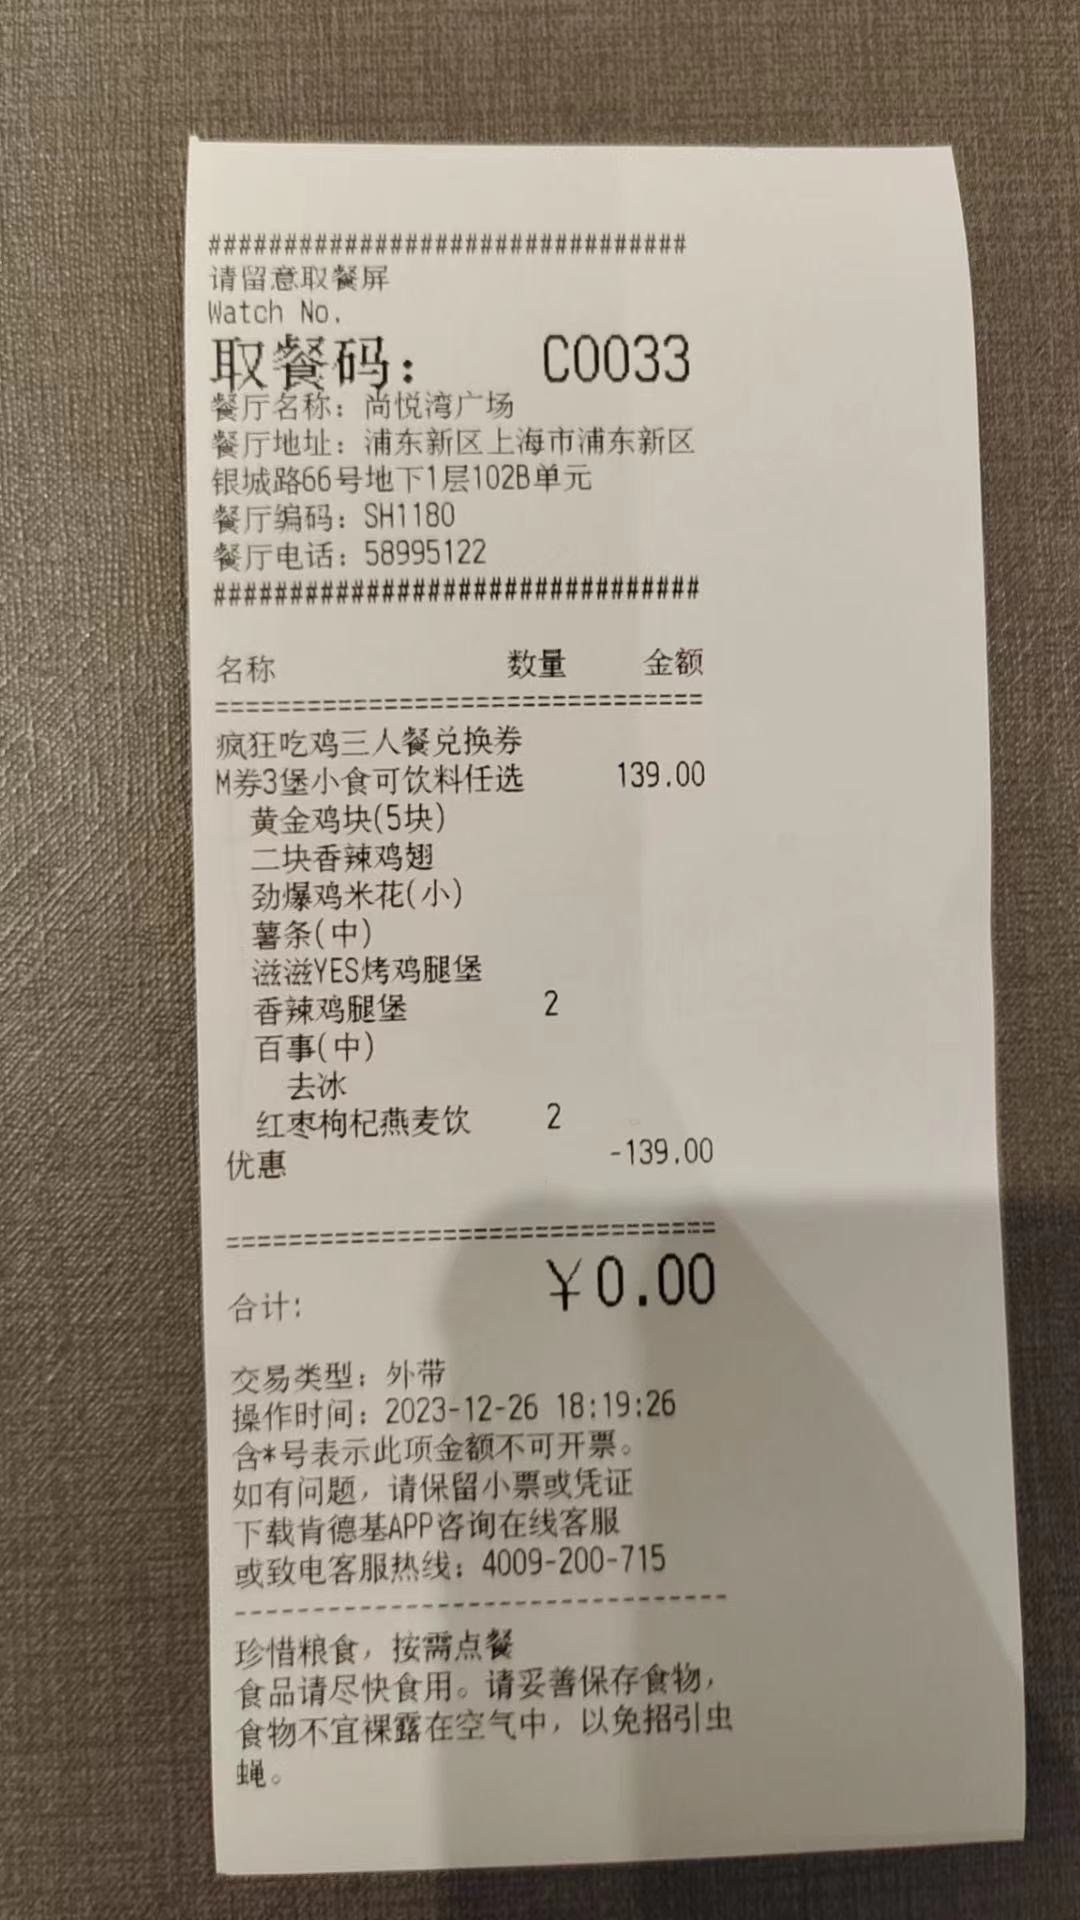 ################################
请留意取餐屏
Watch No.
取餐码： C0033
餐厅名称：尚悦湾广场
餐厅地址：浦东新区上海市浦东新区
银城路66号地下1层102B单元
餐厅编码：SH1180
餐厅电话：58995122
################################
名称 数量 金额
================================
疯狂吃鸡三人餐兑换券
M券3堡小食可饮料任选 139.00
黄金鸡块(5块)
二块香辣鸡翅
劲爆鸡米花(小)
薯条(中)
滋滋YES烤鸡腿堡
香辣鸡腿堡 2
百事(中)
去冰
红枣枸杞燕麦饮 2
优惠 -139.00
================================
合计: ￥0.00
交易类型：外带
操作时间：2023-12-26 18:19:26
含*号表示此项金额不可开票。
如有问题，请保留小票或凭证
下载肯德基APP咨询在线客服
或致电客服热线：4009-200-715
--------------------------------
珍惜粮食，按需点餐
食品请尽快食用。请妥善保存食物，
食物不宜裸露在空气中，以免招引虫
蝇。